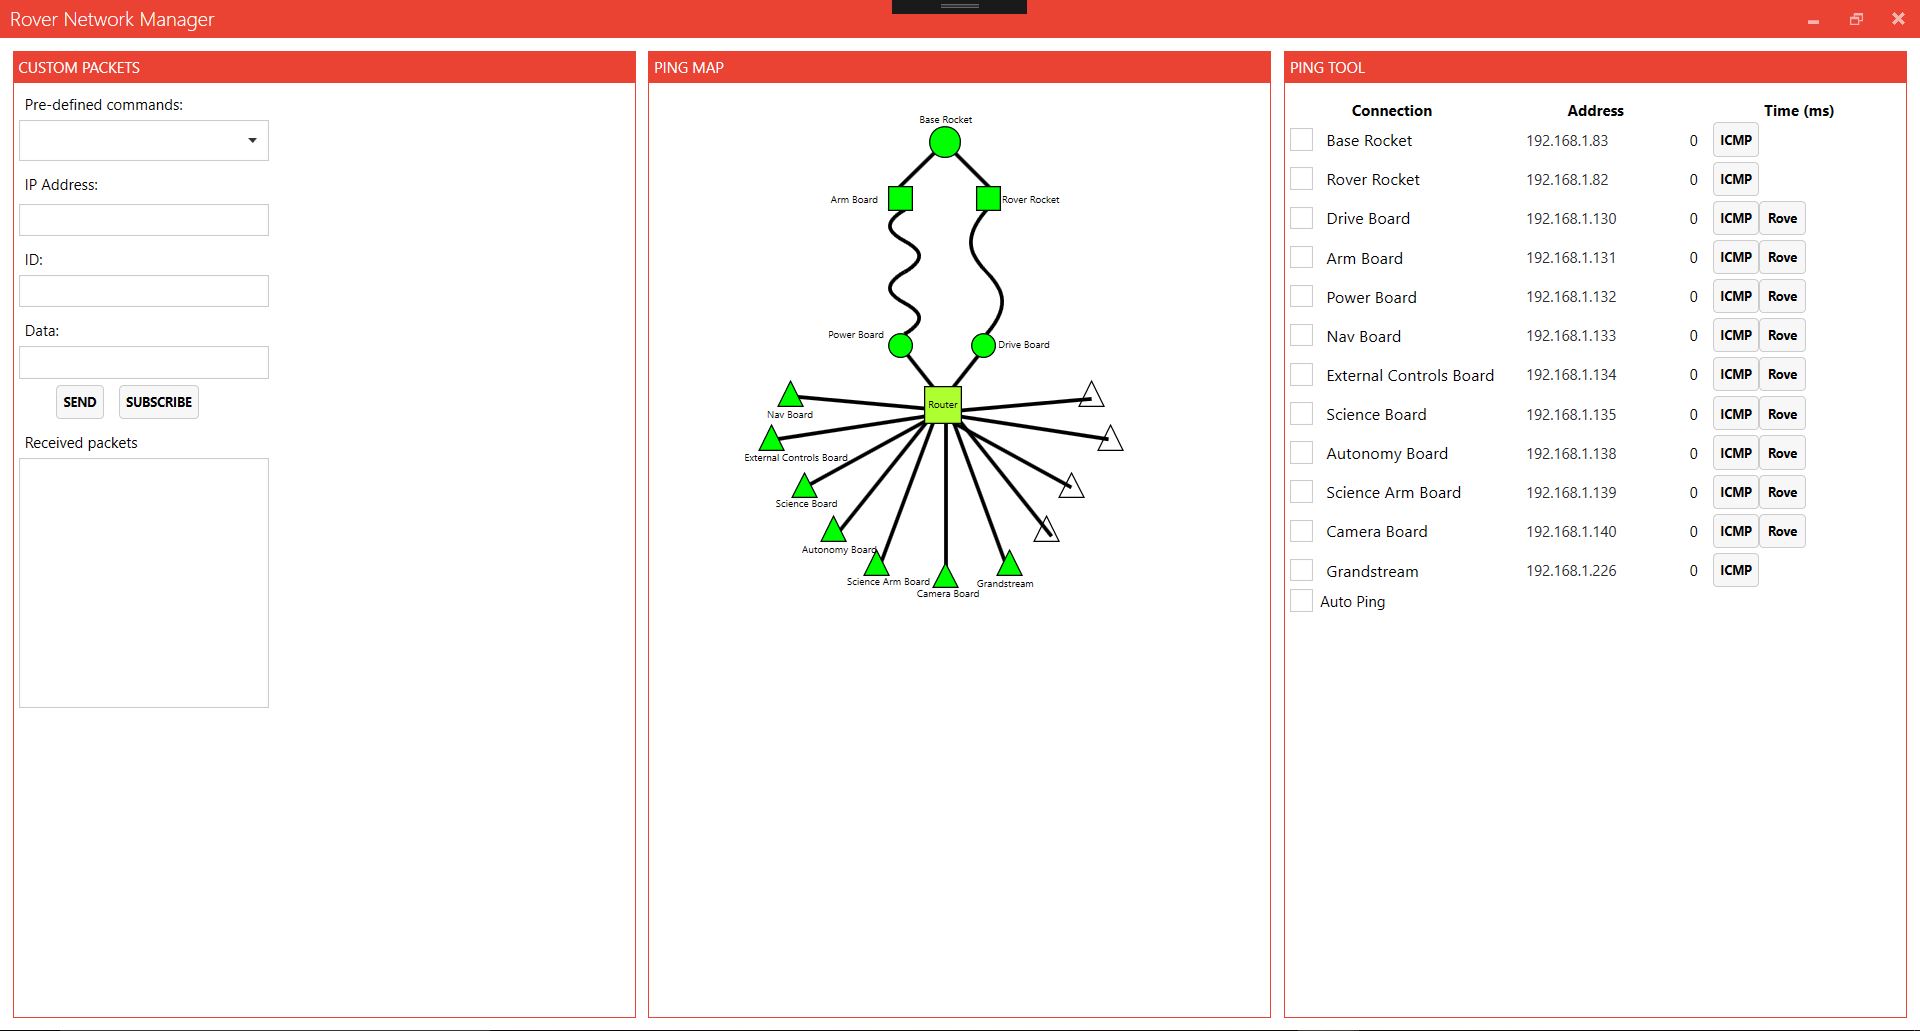 Rover Network Manager
CUSTOM PACKETS
Pre-defined commands:
IP Address:
ID:
Data:
SEND SUBSCRIBE
Received packets
PING MAP
Base Rocket
Arm Board
Rover Rocket
Power Board
Drive Board
Router
Nav Board
External Controls Board
Science Board
Autonomy Board
Science Arm Board
Camera Board
Grandstream
PING TOOL
Connection Address Time (ms)
Base Rocket 192.168.1.83 0 ICMP
Rover Rocket 192.168.1.82 0 ICMP
Drive Board 192.168.1.130 0 ICMP Rove
Arm Board 192.168.1.131 0 ICMP Rove
Power Board 192.168.1.132 0 ICMP Rove
Nav Board 192.168.1.133 0 ICMP Rove
External Controls Board 192.168.1.134 0 ICMP Rove
Science Board 192.168.1.135 0 ICMP Rove
Autonomy Board 192.168.1.138 0 ICMP Rove
Science Arm Board 192.168.1.139 0 ICMP Rove
Camera Board 192.168.1.140 0 ICMP Rove
Grandstream 192.168.1.226 0 ICMP
Auto Ping